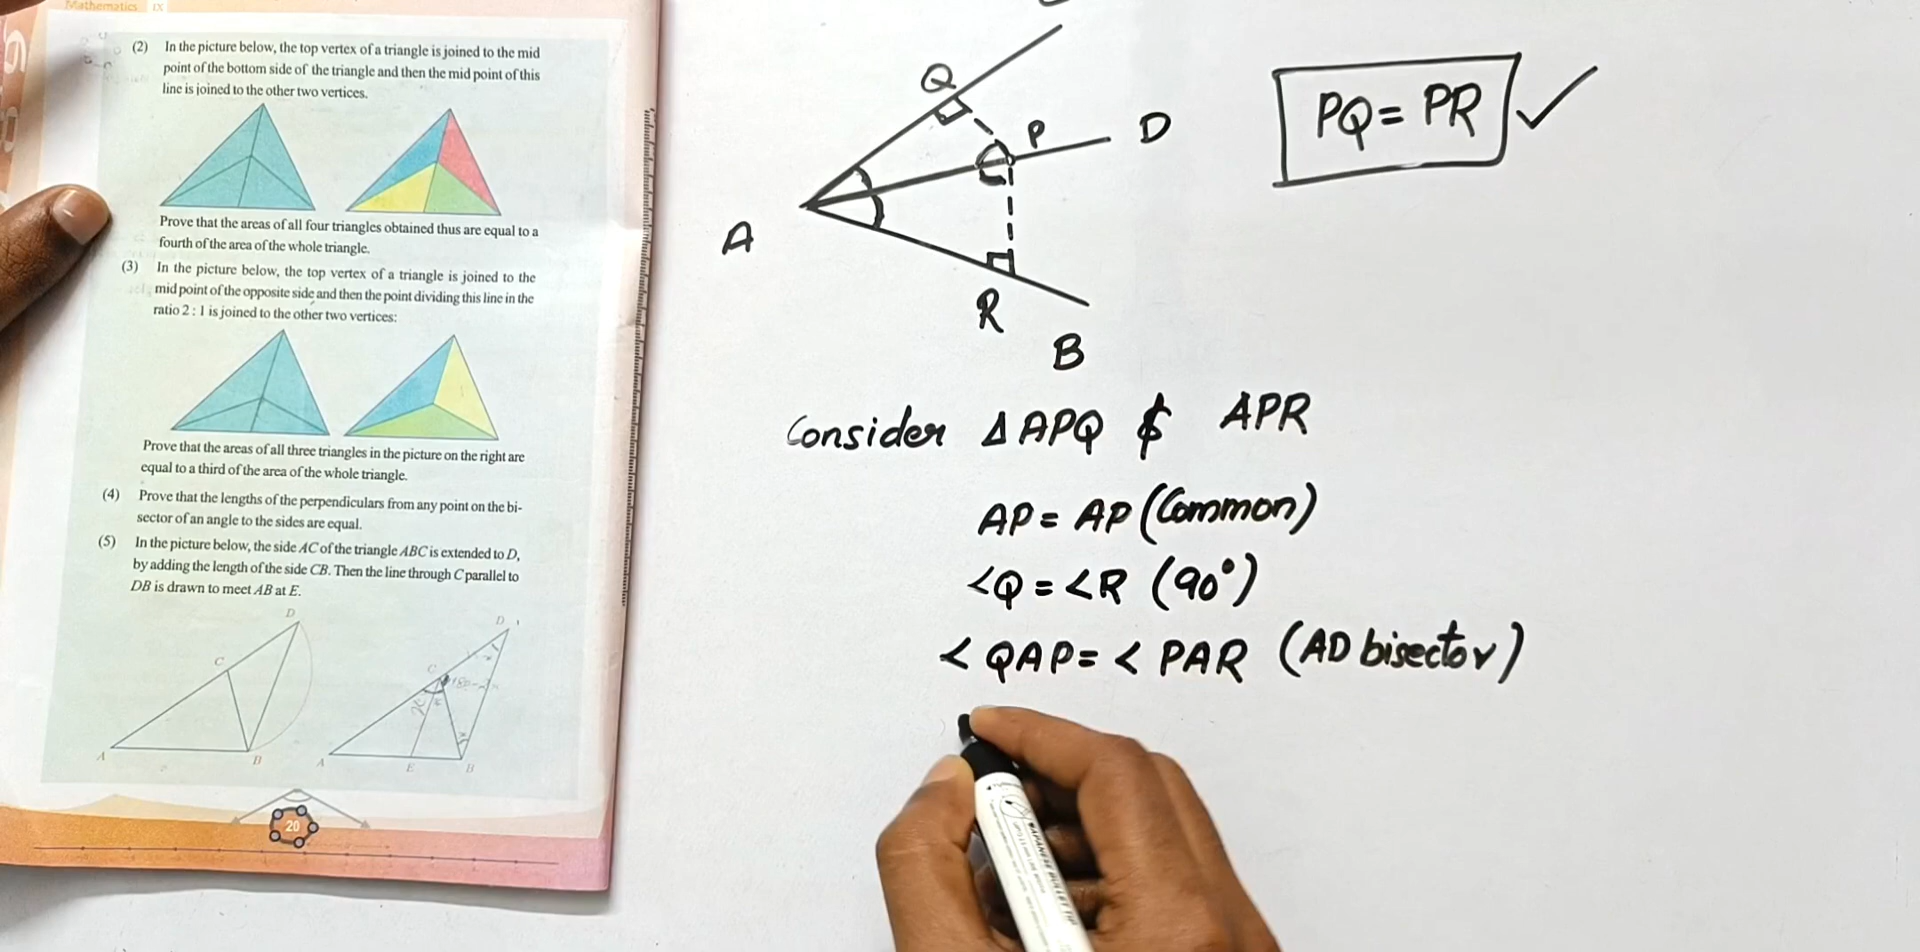 Mathematics IX
(2) In the picture below, the top vertex of a triangle is joined to the mid
point of the bottom side of the triangle and then the mid point of this
line is joined to the other two vertices.
Prove that the areas of all four triangles obtained thus are equal to a
fourth of the area of the whole triangle.
(3) In the picture below, the top vertex of a triangle is joined to the
mid point of the opposite side and then the point dividing this line in the
ratio 2 : 1 is joined to the other two vertices:
Prove that the areas of all three triangles in the picture on the right are
equal to a third of the area of the whole triangle.
(4) Prove that the lengths of the perpendiculars from any point on the bi-
sector of an angle to the sides are equal.
(5) In the picture below, the side AC of the triangle ABC is extended to D,
by adding the length of the side CB. Then the line through C parallel to
DB is drawn to meet AB at E.
D
C
A
B
D
C
A
E
B
20
Q
P
D
A
R
B
PQ = PR
Consider Δ APQ & APR
AP = AP (Common)
<Q = <R (90°)
< QAP = < PAR (AD bisector)